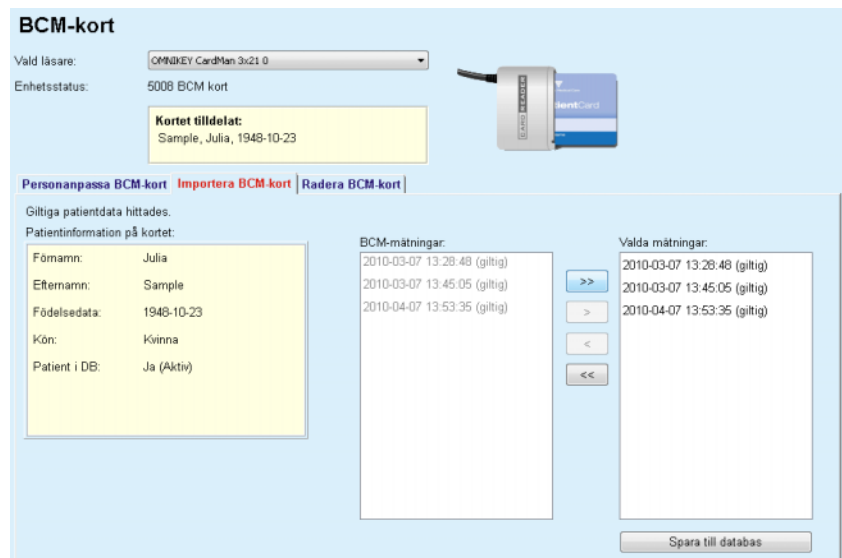 BCM-kort
Vald läsare:
OMNIKEY CardMan 3x21 0
Enhetsstatus:
5008 BCM kort
Kortet tilldelat:
Sample, Julia, 1948-10-23
CARD READER
ientCard
Personanpassa BCM-kort
Importera BCM-kort
Radera BCM-kort
Giltiga patientdata hittades.
Patientinformation på kortet:
Förnamn: Julia
Efternamn: Sample
Födelsedata: 1948-10-23
Kön: Kvinna
Patient i DB: Ja (Aktiv)
BCM-mätningar:
2010-03-07 13:28:48 (giltig)
2010-03-07 13:45:05 (giltig)
2010-04-07 13:53:35 (giltig)
>>
>
<
<<
Valda mätningar:
2010-03-07 13:28:48 (giltig)
2010-03-07 13:45:05 (giltig)
2010-04-07 13:53:35 (giltig)
Spara till databas